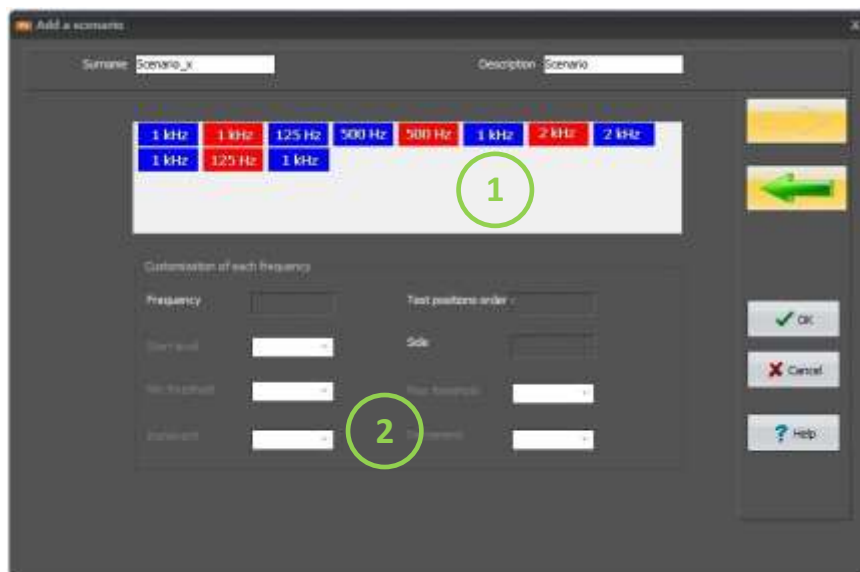 Add a scenario
Surname Scenario_x Description Scenario
1 kHz 1 kHz 125 Hz 500 Hz 500 Hz 1 kHz 2 kHz 2 kHz
1 kHz 125 Hz 1 kHz
1
Customization of each frequency
Frequency Test positions order
Side
OK
Cancel
2
Help